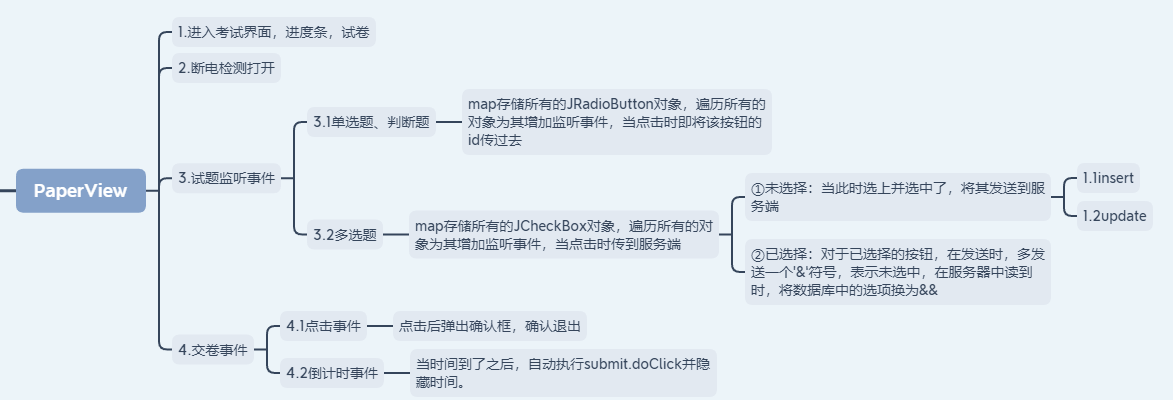 PaperView
1.进入考试界面，进度条，试卷
2.断电检测打开
3.试题监听事件
3.1单选题、判断题
map存储所有的JRadioButton对象，遍历所有的
对象为其增加监听事件，当点击时即将该按钮的
id传过去
3.2多选题
map存储所有的JCheckBox对象，遍历所有的对
象为其增加监听事件，当点击时传到服务端
①未选择：当此时选上并选中了，将其发送到服
务端
1.1insert
1.2update
②已选择：对于已选择的按钮，在发送时，多发
送一个'&'符号，表示未选中，在服务器中读到
时，将数据库中的选项换为&&
4.交卷事件
4.1点击事件
点击后弹出确认框，确认退出
4.2倒计时事件
当时间到了之后，自动执行submit.doClick并隐
藏时间。